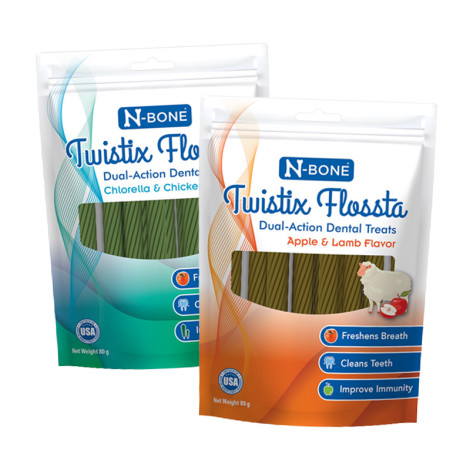 N-BONE
Twistix Flos
Dual-Action Denta
Chlorella & Chicke
F
C
USA
Net Weight 80 g
N-BONE
Twistix Flossta
Dual-Action Dental Treats
Apple & Lamb Flavor
Freshens Breath
Cleans Teeth
Improve Immunity
USA
Net Weight 80 g